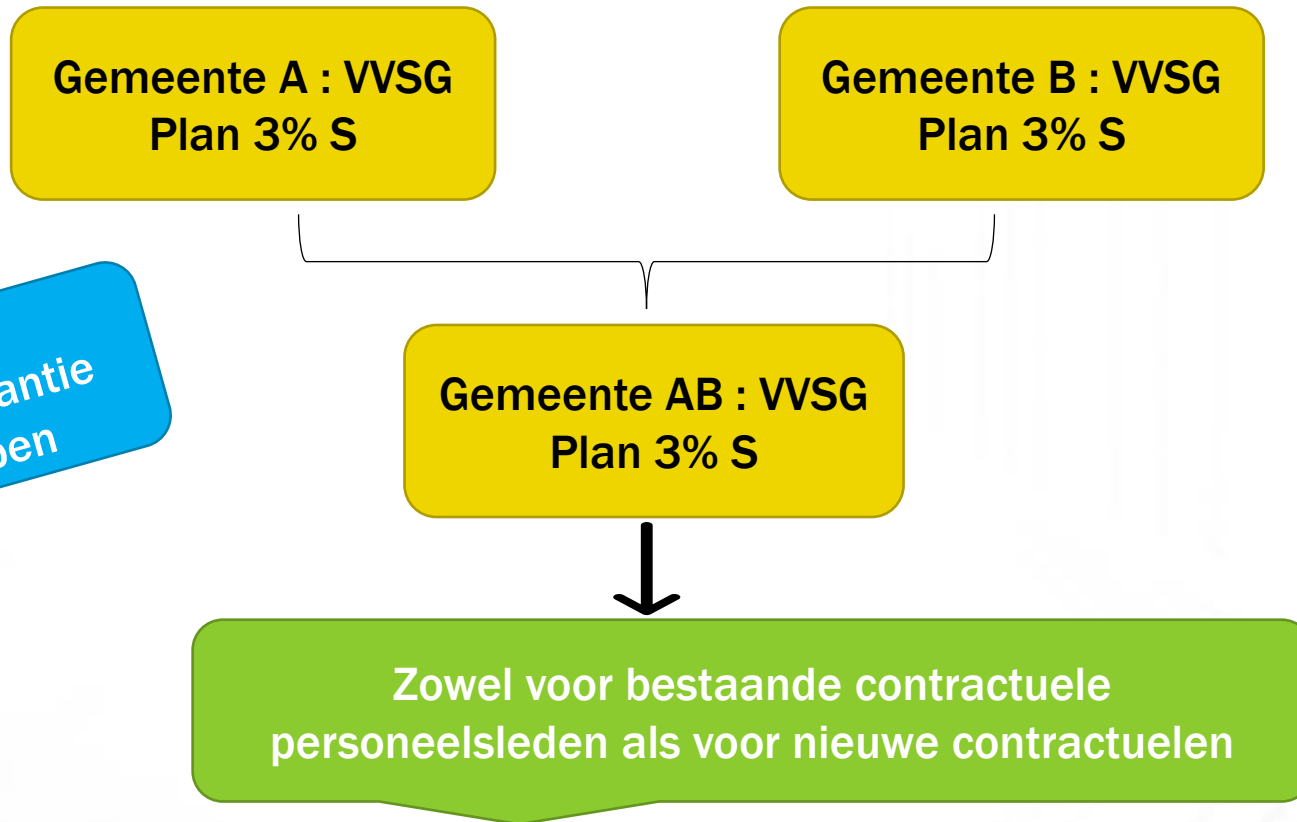 Gemeente A : VVSG
Plan 3% S
Gemeente B : VVSG
Plan 3% S
Gemeente AB : VVSG
Plan 3% S
Zowel voor bestaande contractuele
personeelsleden als voor nieuwe contractuelen